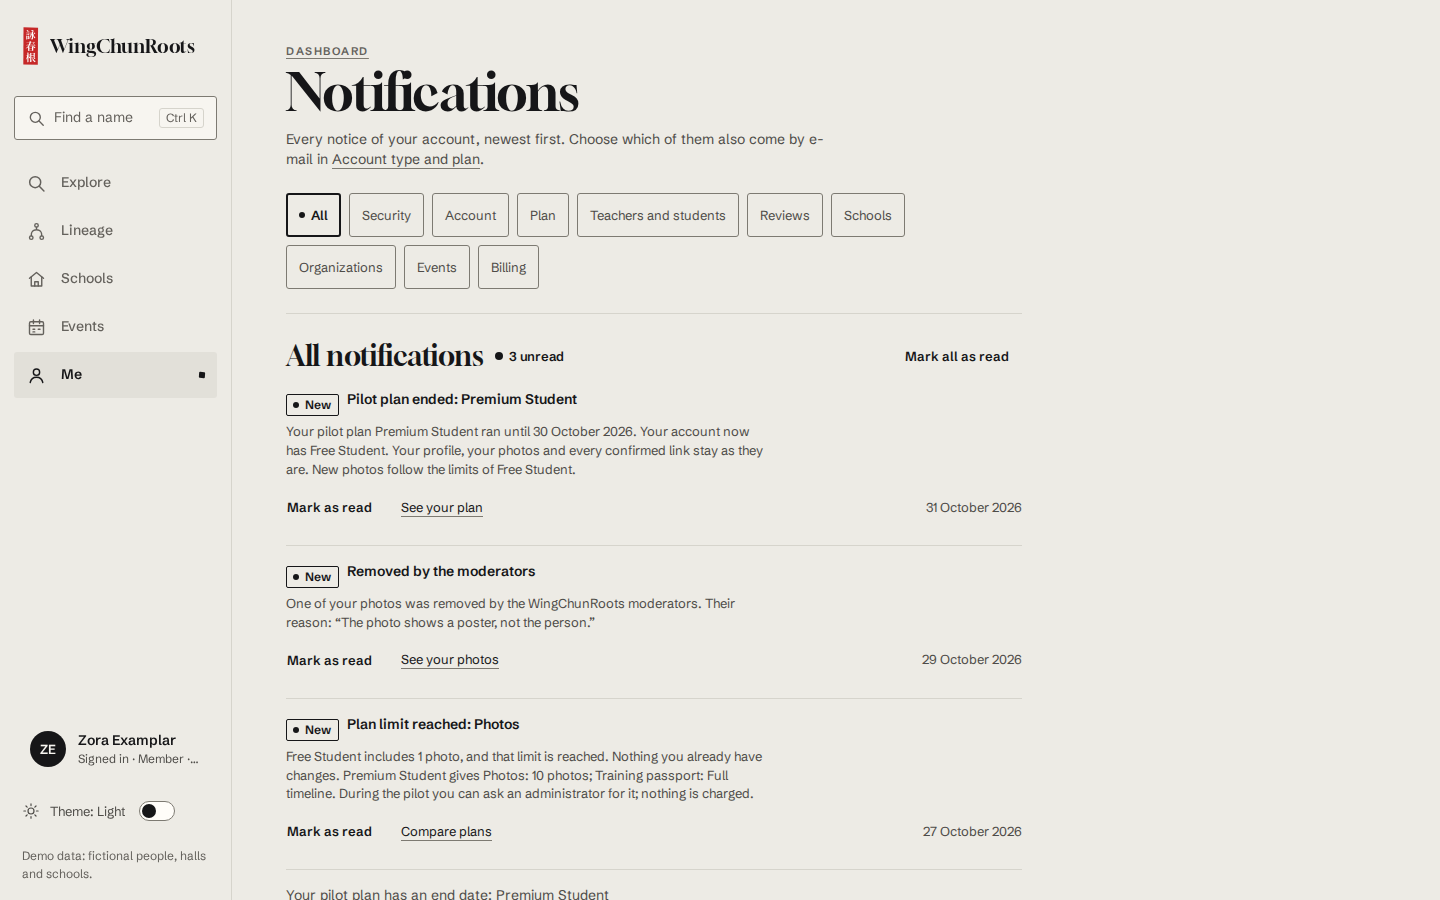 詠春根
WingChunRoots
Find a name
Ctrl K
Explore
Lineage
Schools
Events
Me
ZE
Zora Examplar
Signed in · Member ·…
Theme: Light
Demo data: fictional people, halls
and schools.
DASHBOARD
Notifications
Every notice of your account, newest first. Choose which of them also come by e-
mail in Account type and plan.
All
Security
Account
Plan
Teachers and students
Reviews
Schools
Organizations
Events
Billing
All notifications
3 unread
Mark all as read
New
Pilot plan ended: Premium Student
Your pilot plan Premium Student ran until 30 October 2026. Your account now
has Free Student. Your profile, your photos and every confirmed link stay as they
are. New photos follow the limits of Free Student.
Mark as read
See your plan
31 October 2026
New
Removed by the moderators
One of your photos was removed by the WingChunRoots moderators. Their
reason: “The photo shows a poster, not the person.”
Mark as read
See your photos
29 October 2026
New
Plan limit reached: Photos
Free Student includes 1 photo, and that limit is reached. Nothing you already have
changes. Premium Student gives Photos: 10 photos; Training passport: Full
timeline. During the pilot you can ask an administrator for it; nothing is charged.
Mark as read
Compare plans
27 October 2026
Your pilot plan has an end date: Premium Student